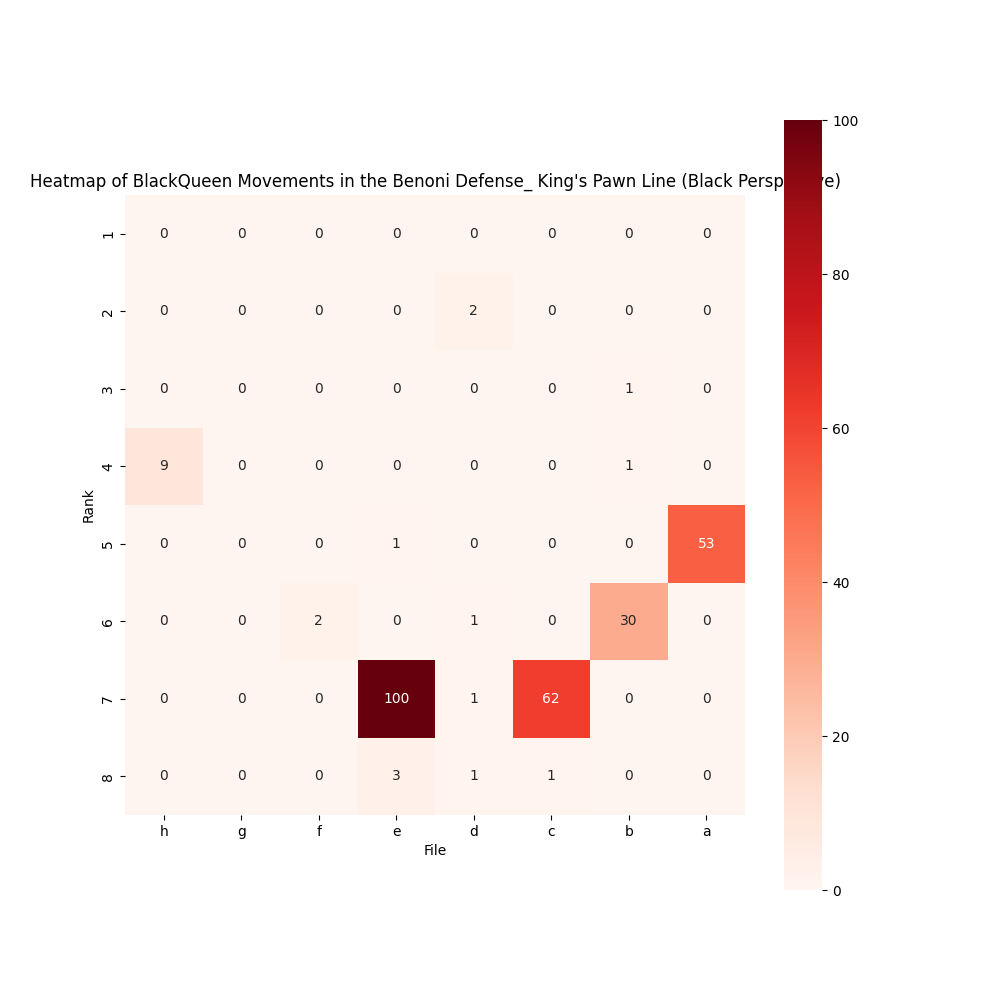 Heatmap of BlackQueen Movements in the Benoni Defense_ King's Pawn Line (Black Persp ve)
1 0 0 0 0 0 0 0 0
2 0 0 0 0 2 0 0 0
3 0 0 0 0 0 0 1 0
4 9 0 0 0 0 0 1 0
5 0 0 0 1 0 0 0 53
6 0 0 2 0 1 0 30 0
7 0 0 0 100 1 62 0 0
8 0 0 0 3 1 1 0 0
h g f e d c b a
File
Rank
100
80
60
40
20
0